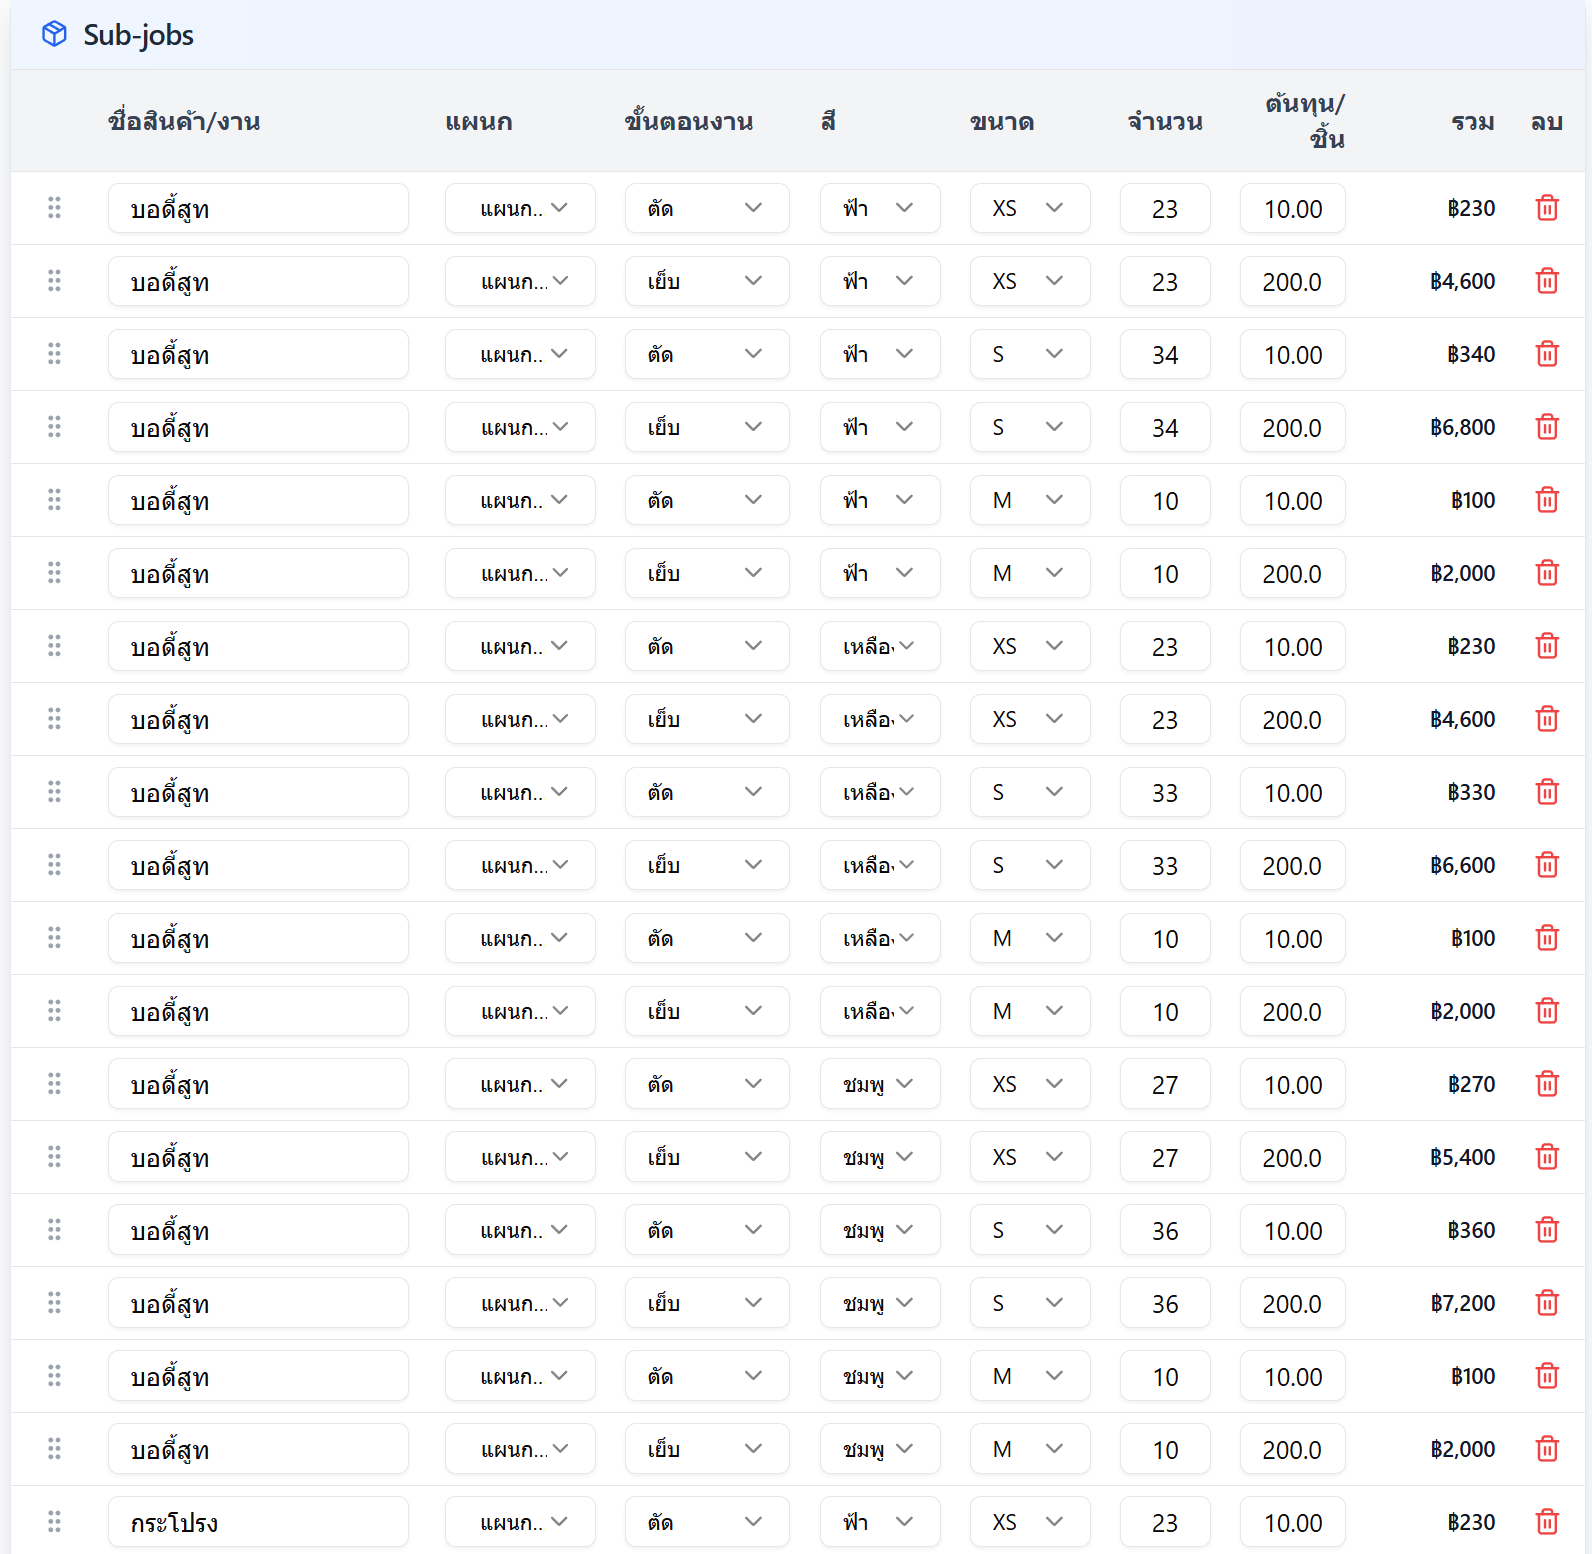 Sub-jobs
ชื่อสินค้า/งาน แผนก ขั้นตอนงาน สี ขนาด จำนวน ต้นทุน/ชิ้น รวม ลบ
บอดี้สูท แผนก.. ตัด ฟ้า XS 23 10.00 ฿230
บอดี้สูท แผนก... เย็บ ฟ้า XS 23 200.0 ฿4,600
บอดี้สูท แผนก.. ตัด ฟ้า S 34 10.00 ฿340
บอดี้สูท แผนก... เย็บ ฟ้า S 34 200.0 ฿6,800
บอดี้สูท แผนก.. ตัด ฟ้า M 10 10.00 ฿100
บอดี้สูท แผนก... เย็บ ฟ้า M 10 200.0 ฿2,000
บอดี้สูท แผนก.. ตัด เหลือง XS 23 10.00 ฿230
บอดี้สูท แผนก... เย็บ เหลือง XS 23 200.0 ฿4,600
บอดี้สูท แผนก.. ตัด เหลือง S 33 10.00 ฿330
บอดี้สูท แผนก... เย็บ เหลือง S 33 200.0 ฿6,600
บอดี้สูท แผนก.. ตัด เหลือง M 10 10.00 ฿100
บอดี้สูท แผนก... เย็บ เหลือง M 10 200.0 ฿2,000
บอดี้สูท แผนก.. ตัด ชมพู XS 27 10.00 ฿270
บอดี้สูท แผนก... เย็บ ชมพู XS 27 200.0 ฿5,400
บอดี้สูท แผนก.. ตัด ชมพู S 36 10.00 ฿360
บอดี้สูท แผนก... เย็บ ชมพู S 36 200.0 ฿7,200
บอดี้สูท แผนก.. ตัด ชมพู M 10 10.00 ฿100
บอดี้สูท แผนก... เย็บ ชมพู M 10 200.0 ฿2,000
กระโปรง แผนก.. ตัด ฟ้า XS 23 10.00 ฿230